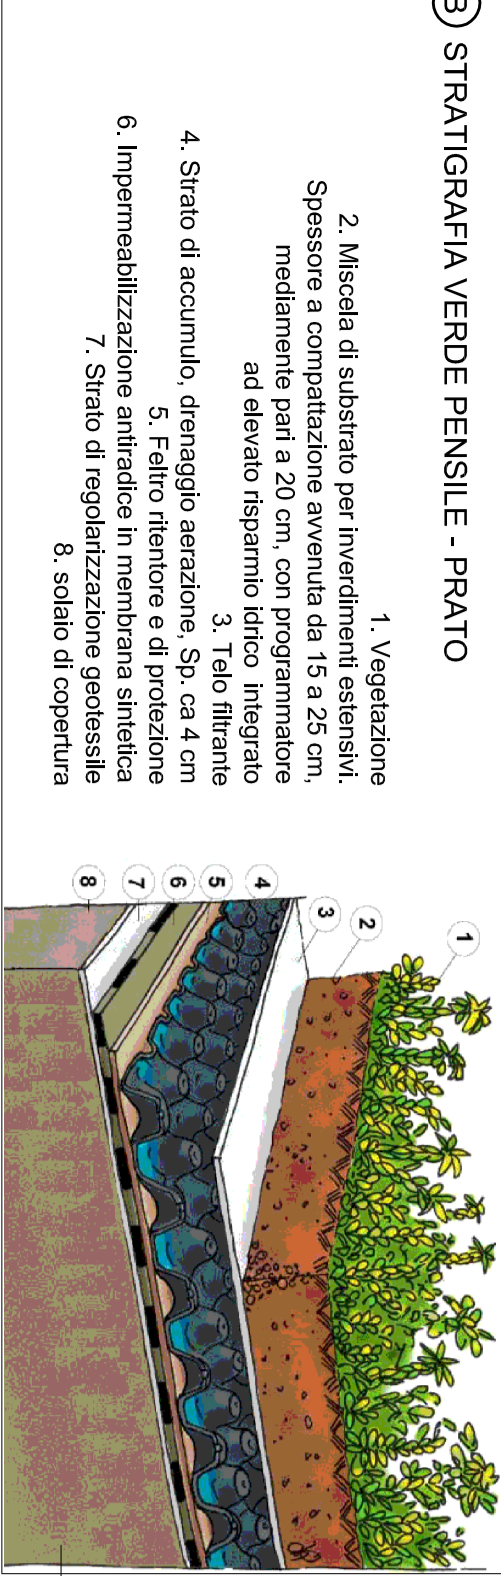 B STRATIGRAFIA VERDE PENSILE - PRATO
1. Vegetazione
2. Miscela di substrato per inverdimenti estensivi.
Spessore a compattazione avvenuta da 15 a 25 cm,
mediamente pari a 20 cm, con programmatore
ad elevato risparmio idrico integrato
3. Telo filtrante
4. Strato di accumulo, drenaggio aerazione, Sp. ca 4 cm
5. Feltro ritentore e di protezione
6. Impermeabilizzazione antiradice in membrana sintetica
7. Strato di regolarizzazione geotessile
8. solaio di copertura
1
2
3
4
5
6
7
8